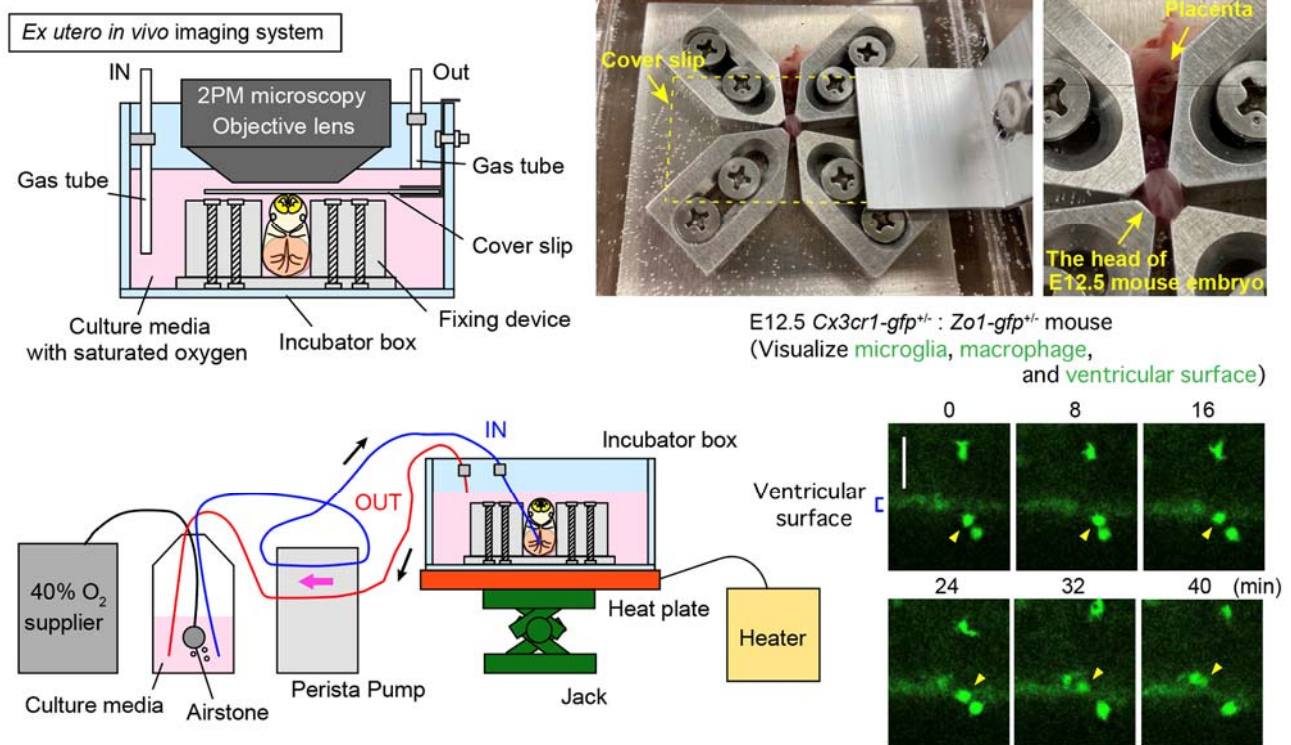 Ex utero in vivo imaging system
IN
Out
2PM microscopy
Objective lens
Gas tube
Gas tube
Cover slip
Culture media
with saturated oxygen
Incubator box
Fixing device
Cover slip
Placenta
The head of
E12.5 mouse embryo
E12.5 Cx3cr1-gfp+/- : Zo1-gfp+/- mouse
(Visualize microglia, macrophage,
and ventricular surface)
0 8 16
Ventricular
surface
24 32 40 (min)
IN
OUT
Incubator box
40% O2
supplier
Culture media
Airstone
Perista Pump
Heat plate
Jack
Heater